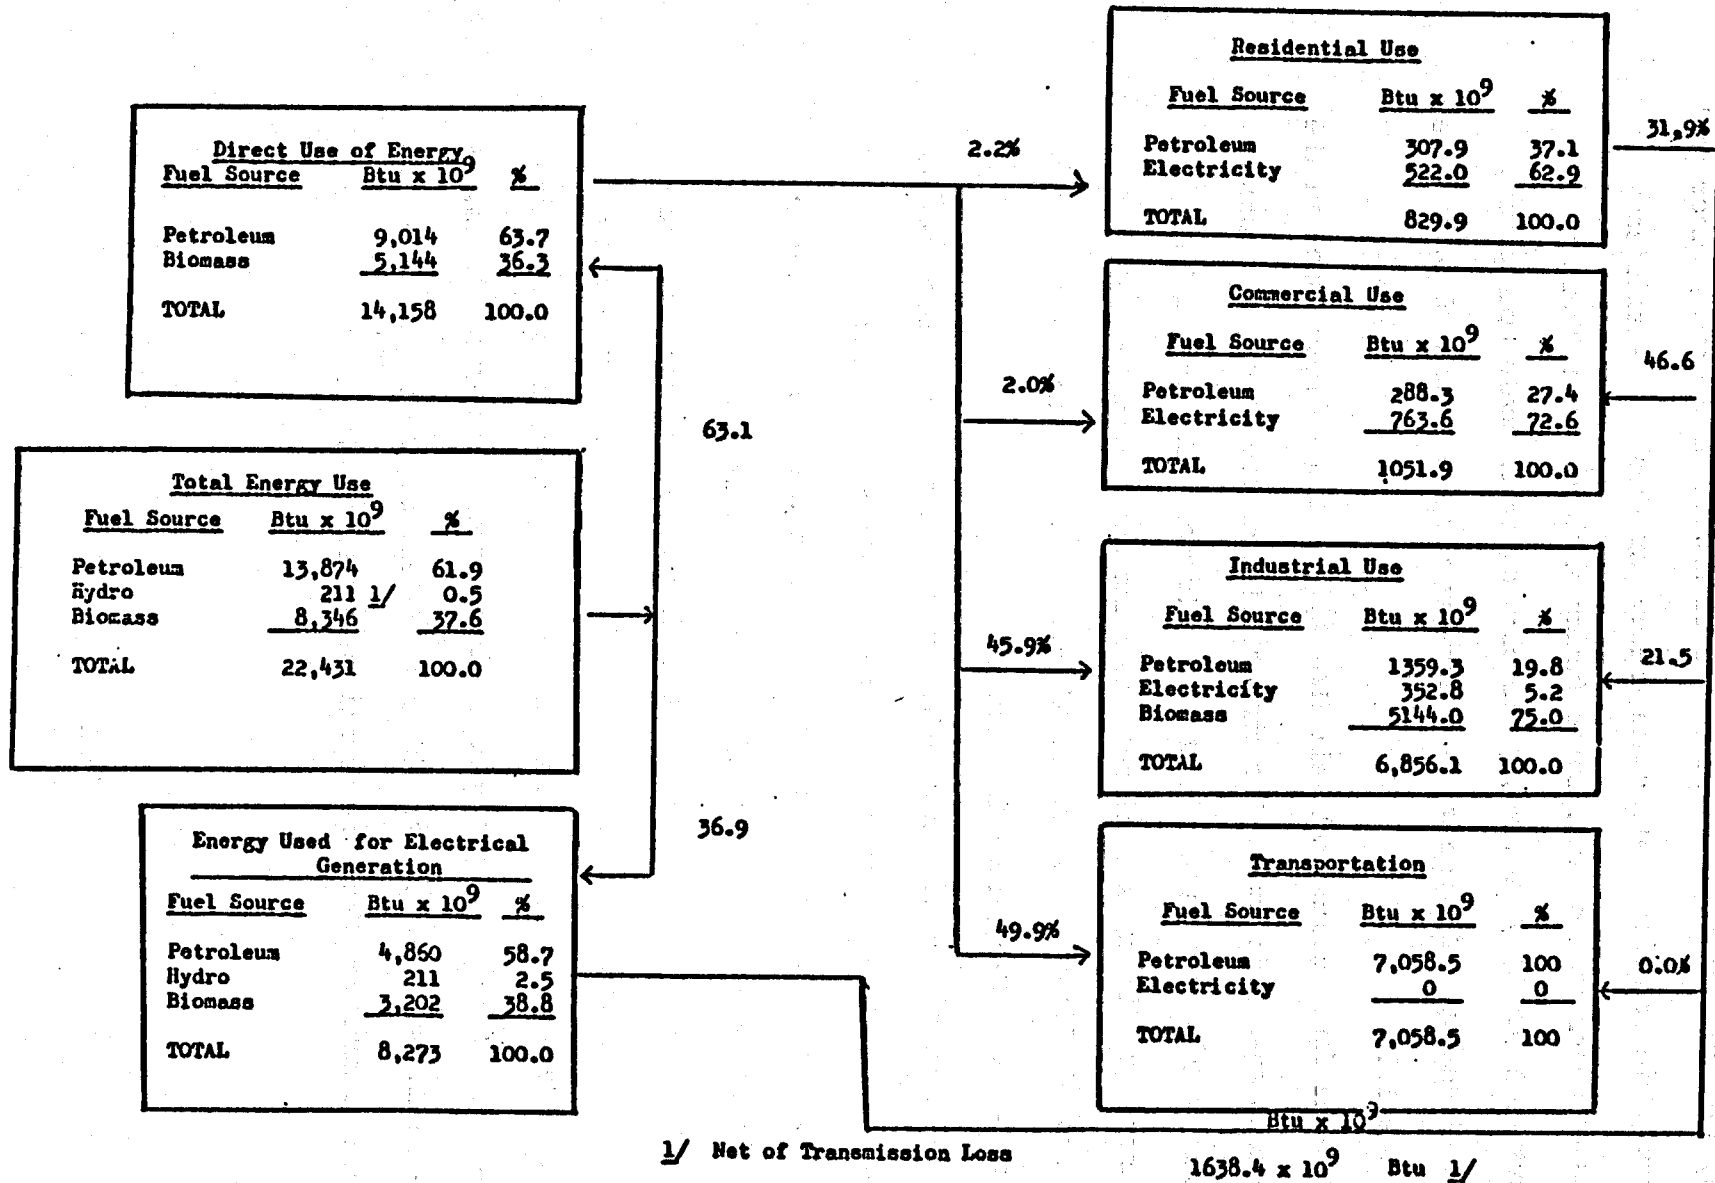 Direct Use of Energy
Fuel Source Btu x 10^9 %
Petroleum 9,014 63.7
Biomass 5,144 36.3
TOTAL 14,158 100.0
Total Energy Use
Fuel Source Btu x 10^9 %
Petroleum 13,874 61.9
Hydro 211 1/ 0.5
Biomass 8,346 37.6
TOTAL 22,431 100.0
Energy Used for Electrical
Generation
Fuel Source Btu x 10^9 %
Petroleum 4,860 58.7
Hydro 211 2.5
Biomass 3,202 38.8
TOTAL 8,273 100.0
63.1
36.9
2.2%
2.0%
45.9%
49.9%
Residential Use
Fuel Source Btu x 10^9 %
Petroleum 307.9 37.1
Electricity 522.0 62.9
TOTAL 829.9 100.0
Commercial Use
Fuel Source Btu x 10^9 %
Petroleum 288.3 27.4
Electricity 763.6 72.6
TOTAL 1051.9 100.0
Industrial Use
Fuel Source Btu x 10^9 %
Petroleum 1359.3 19.8
Electricity 352.8 5.2
Biomass 5144.0 75.0
TOTAL 6,856.1 100.0
Transportation
Fuel Source Btu x 10^9 %
Petroleum 7,058.5 100
Electricity 0 0
TOTAL 7,058.5 100
31.9%
46.6
21.5
0.0%
Btu x 10^9
1/ Net of Transmission Loss
1638.4 x 10^9 Btu 1/